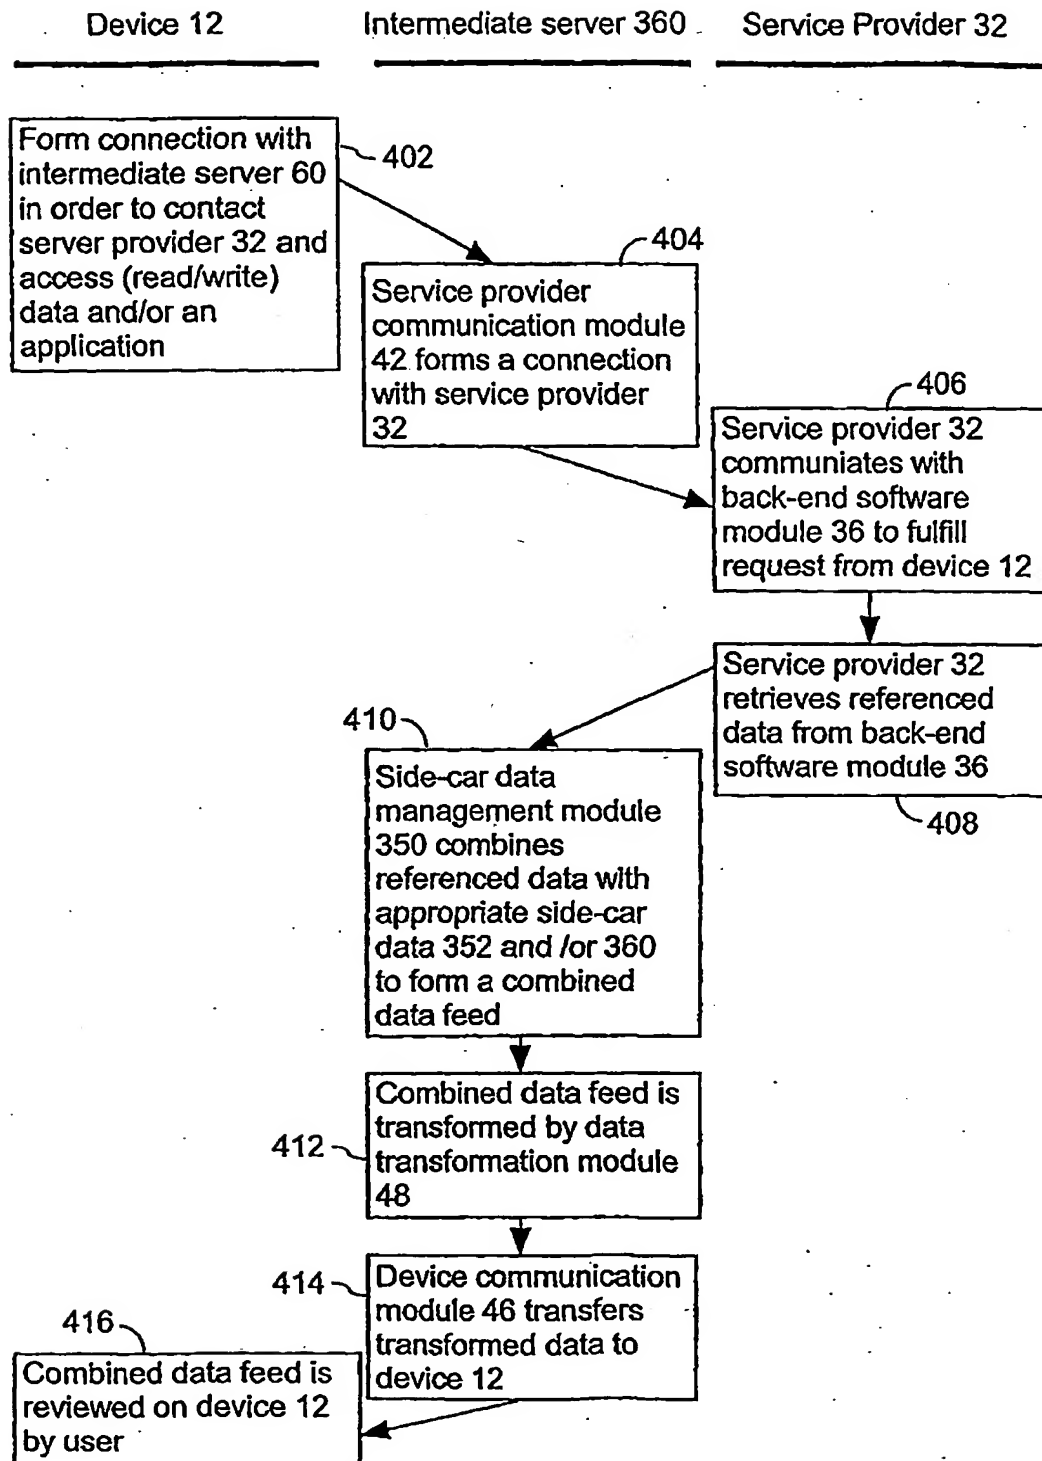 Device 12
Intermediate server 360
Service Provider 32
Form connection with
intermediate server 60
in order to contact
server provider 32 and
access (read/write)
data and/or an
application
402
404
Service provider
communication module
42 forms a connection
with service provider
32
406
Service provider 32
communiates with
back-end software
module 36 to fulfill
request from device 12
Service provider 32
retrieves referenced
data from back-end
software module 36
408
410
Side-car data
management module
350 combines
referenced data with
appropriate side-car
data 352 and /or 360
to form a combined
data feed
412
Combined data feed is
transformed by data
transformation module
48
414
Device communication
module 46 transfers
transformed data to
device 12
416
Combined data feed is
reviewed on device 12
by user